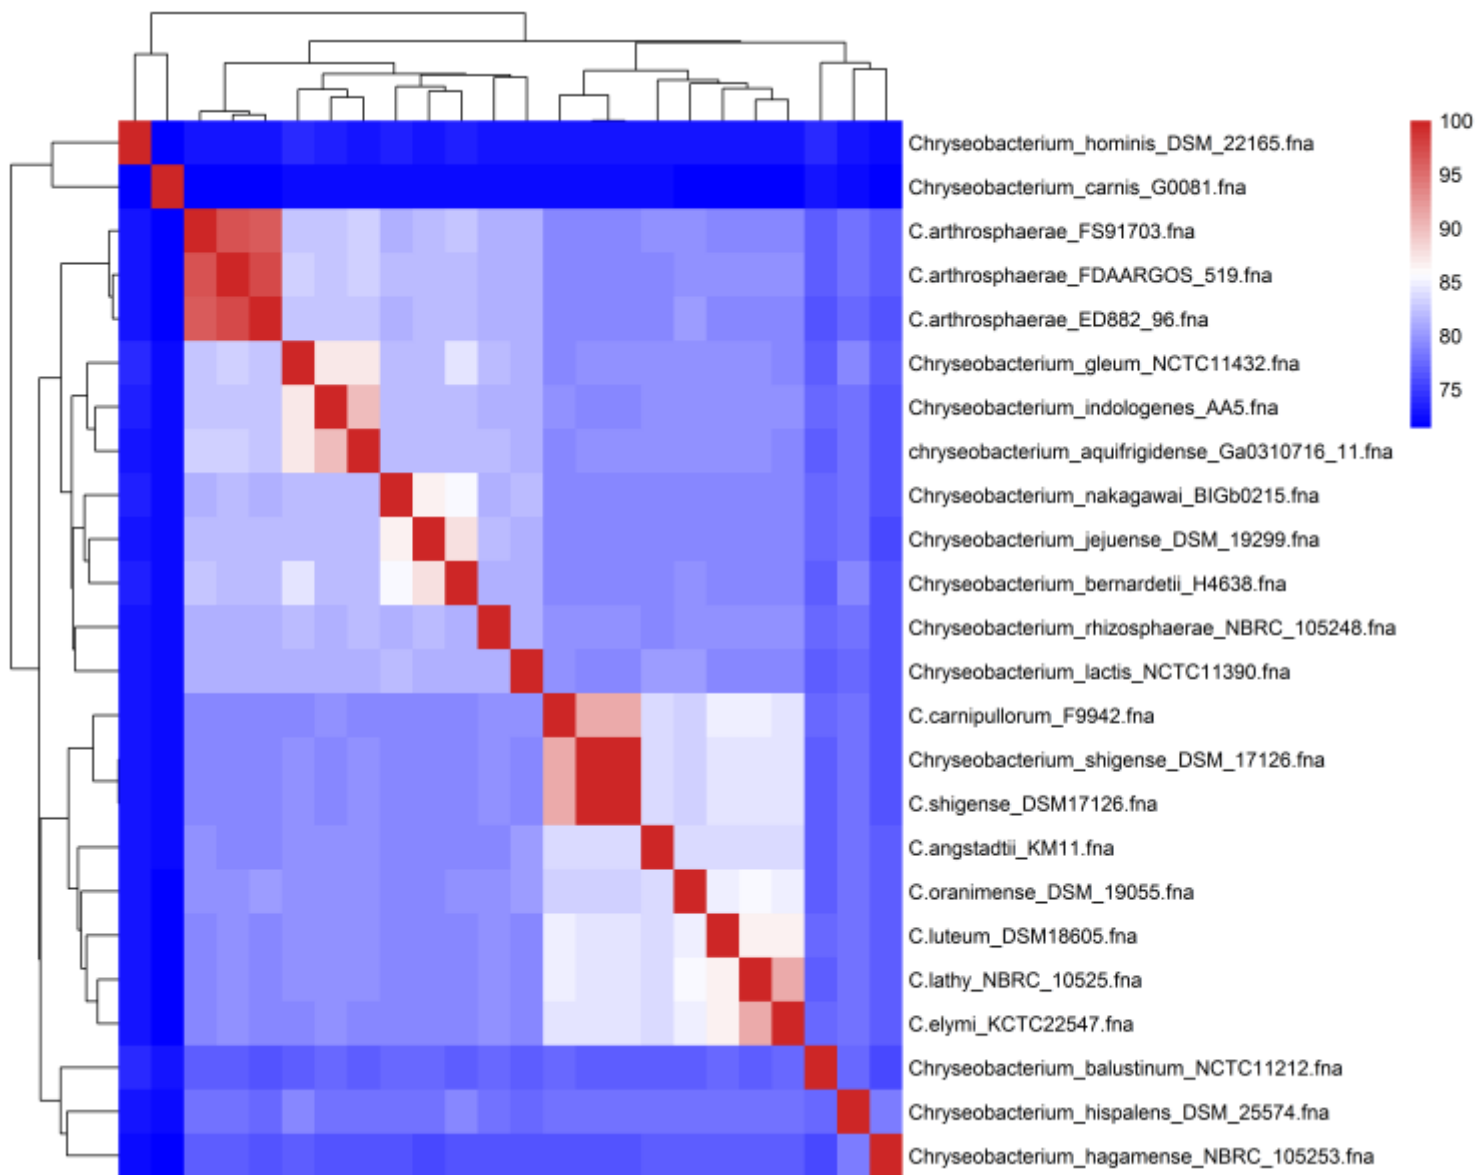 Chryseobacterium_hominis_DSM_22165.fna
Chryseobacterium_carnis_G0081.fna
C.arthrosphaerae_FS91703.fna
C.arthrosphaerae_FDAARGOS_519.fna
C.arthrosphaerae_ED882_96.fna
Chryseobacterium_gleum_NCTC11432.fna
Chryseobacterium_indologenes_AA5.fna
chryseobacterium_aquifrigidense_Ga0310716_11.fna
Chryseobacterium_nakagawai_BIGb0215.fna
Chryseobacterium_jejuense_DSM_19299.fna
Chryseobacterium_bernardetii_H4638.fna
Chryseobacterium_rhizosphaerae_NBRC_105248.fna
Chryseobacterium_lactis_NCTC11390.fna
C.carnipullorum_F9942.fna
Chryseobacterium_shigense_DSM_17126.fna
C.shigense_DSM17126.fna
C.angstadtii_KM11.fna
C.oranimense_DSM_19055.fna
C.luteum_DSM18605.fna
C.lathy_NBRC_10525.fna
C.elymi_KCTC22547.fna
Chryseobacterium_balustinum_NCTC11212.fna
Chryseobacterium_hispalens_DSM_25574.fna
Chryseobacterium_hagamense_NBRC_105253.fna
100
95
90
85
80
75